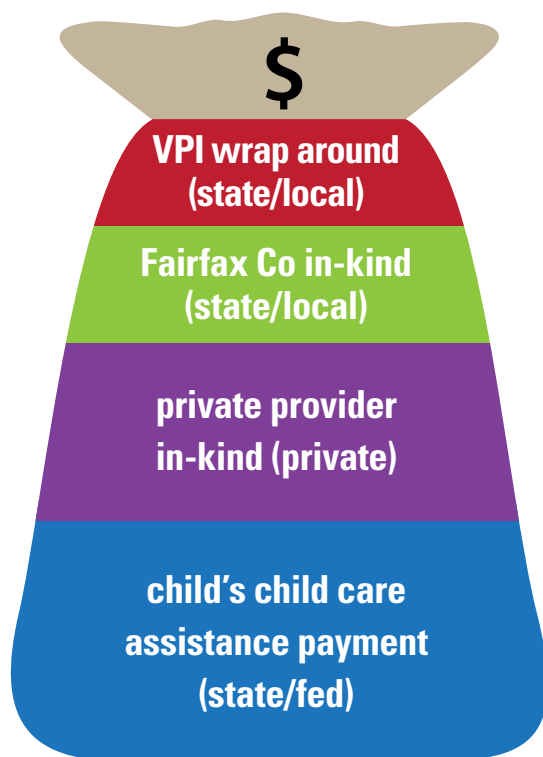 $
VPI wrap around
(state/local)
Fairfax Co in-kind
(state/local)
private provider
in-kind (private)
child’s child care
assistance payment
(state/fed)